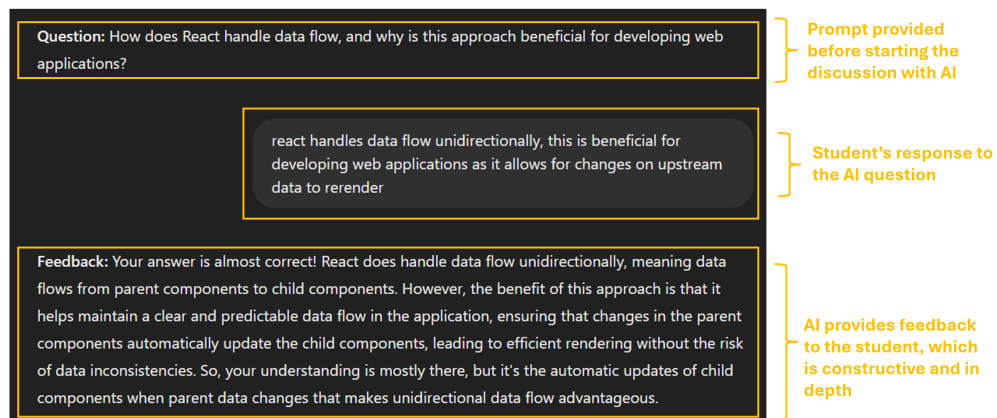 Question: How does React handle data flow, and why is this approach beneficial for developing web
applications?
Prompt provided
before starting the
discussion with AI
react handles data flow unidirectionally, this is beneficial for
developing web applications as it allows for changes on upstream
data to rerender
Student's response to
the AI question
Feedback: Your answer is almost correct! React does handle data flow unidirectionally, meaning data
flows from parent components to child components. However, the benefit of this approach is that it
helps maintain a clear and predictable data flow in the application, ensuring that changes in the parent
components automatically update the child components, leading to efficient rendering without the risk
of data inconsistencies. So, your understanding is mostly there, but it's the automatic updates of child
components when parent data changes that makes unidirectional data flow advantageous.
AI provides feedback
to the student, which
is constructive and in
depth